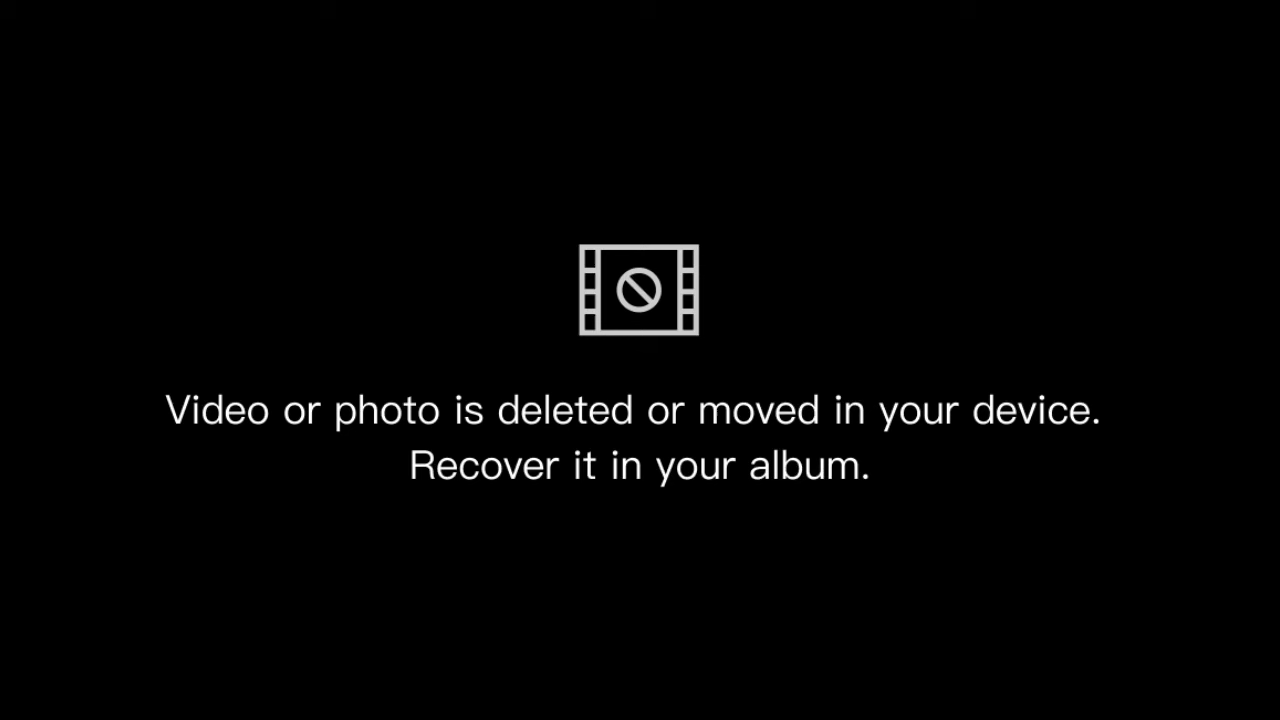 Video or photo is deleted or moved in your device.
Recover it in your album.